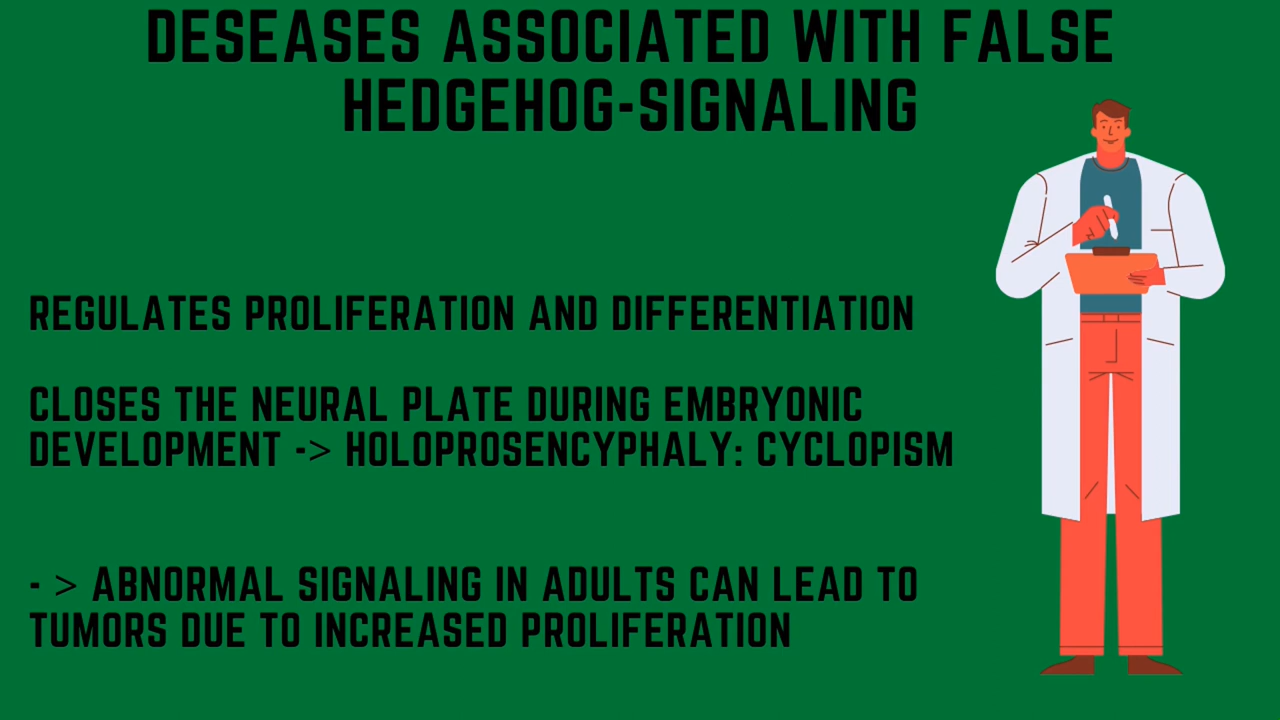 DESEASES ASSOCIATED WITH FALSE
HEDGEHOG-SIGNALING
REGULATES PROLIFERATION AND DIFFERENTIATION
CLOSES THE NEURAL PLATE DURING EMBRYONIC
DEVELOPMENT -> HOLOPROSENCYPHALY: CYCLOPISM
- > ABNORMAL SIGNALING IN ADULTS CAN LEAD TO
TUMORS DUE TO INCREASED PROLIFERATION